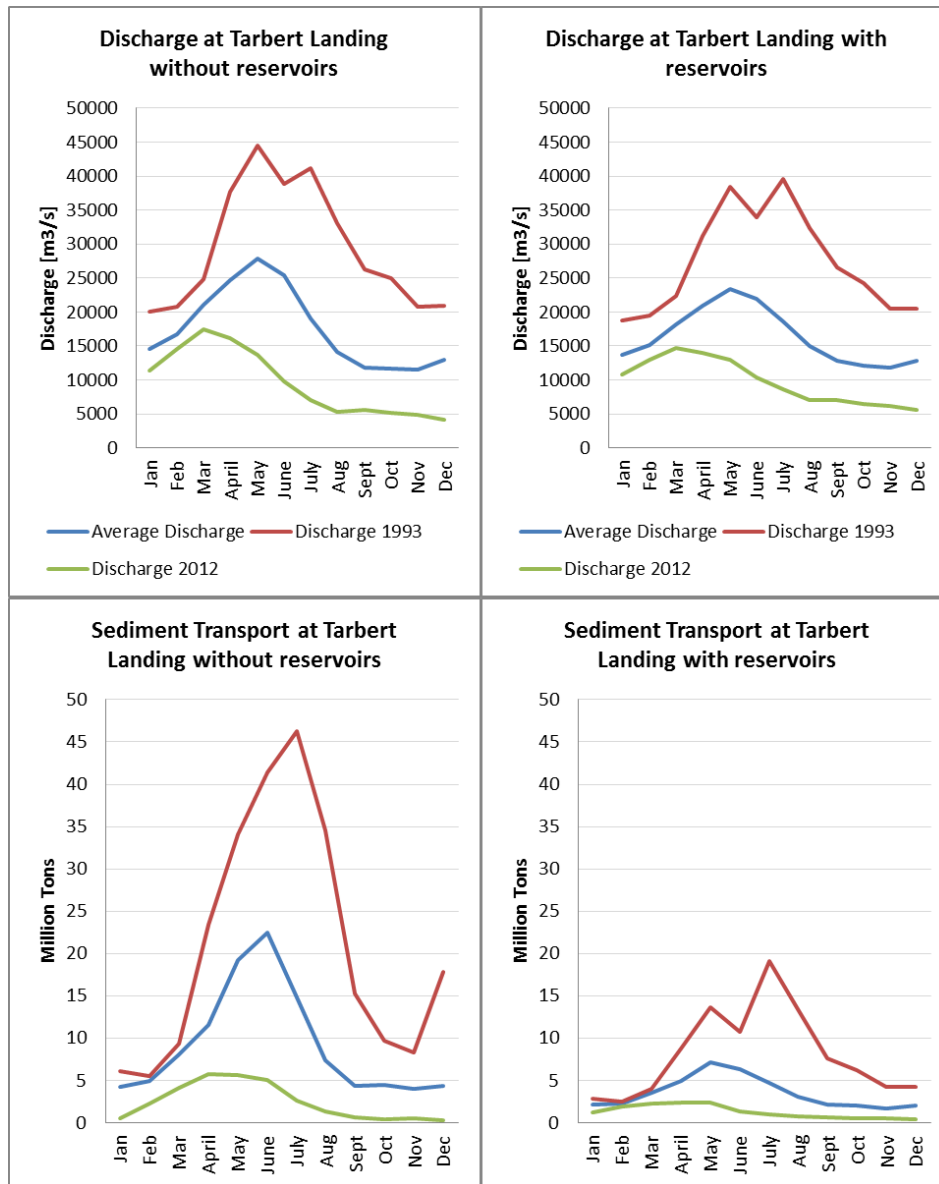 Discharge at Tarbert Landing
without reservoirs
50000
45000
40000
35000
30000
25000
20000
15000
10000
5000
0
Discharge [m3/s]
Jan
Feb
Mar
April
May
June
July
Aug
Sept
Oct
Nov
Dec
Average Discharge
Discharge 1993
Discharge 2012
Discharge at Tarbert Landing with
reservoirs
50000
45000
40000
35000
30000
25000
20000
15000
10000
5000
0
Discharge [m3/s]
Jan
Feb
Mar
April
May
June
July
Aug
Sept
Oct
Nov
Dec
Average Discharge
Discharge 1993
Discharge 2012
Sediment Transport at Tarbert
Landing without reservoirs
50
45
40
35
30
25
20
15
10
5
0
Million Tons
Jan
Feb
Mar
April
May
June
July
Aug
Sept
Oct
Nov
Dec
Sediment Transport at Tarbert
Landing with reservoirs
50
45
40
35
30
25
20
15
10
5
0
Million Tons
Jan
Feb
Mar
April
May
June
July
Aug
Sept
Oct
Nov
Dec